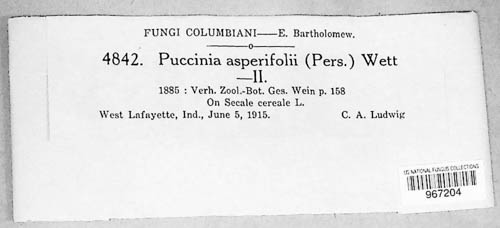 FUNGI COLUMBIANI—E. Bartholomew.
4842. Puccinia asperifolii (Pers.) Wett
—II.
1885 : Verh. Zool.-Bot. Ges. Wein p. 158
On Secale cereale L.
West Lafayette, Ind., June 5, 1915. C. A. Ludwig
US NATIONAL FUNGUS COLLECTIONS
967204